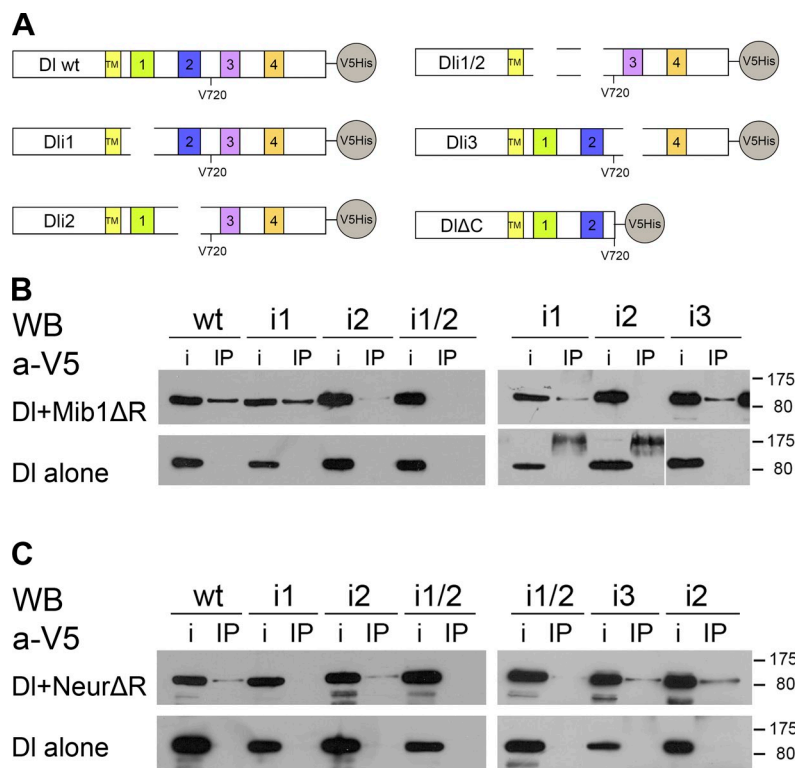 A
Dl wt TM 1 2 3 4 V5His
V720
Dli1/2 TM 3 4 V5His
V720
Dli1 TM 2 3 4 V5His
V720
Dli3 TM 1 2 4 V5His
V720
Dli2 TM 1 3 4 V5His
V720
DlΔC TM 1 2 V5His
V720
B
WB wt i1 i2 i1/2 i1 i2 i3
a-V5 i IP i IP i IP i IP i IP i IP i IP
Dl+Mib1ΔR
175
80
Dl alone
175
80
C
WB wt i1 i2 i1/2 i1/2 i3 i2
a-V5 i IP i IP i IP i IP i IP i IP i IP
Dl+NeurΔR
175
80
Dl alone
175
80